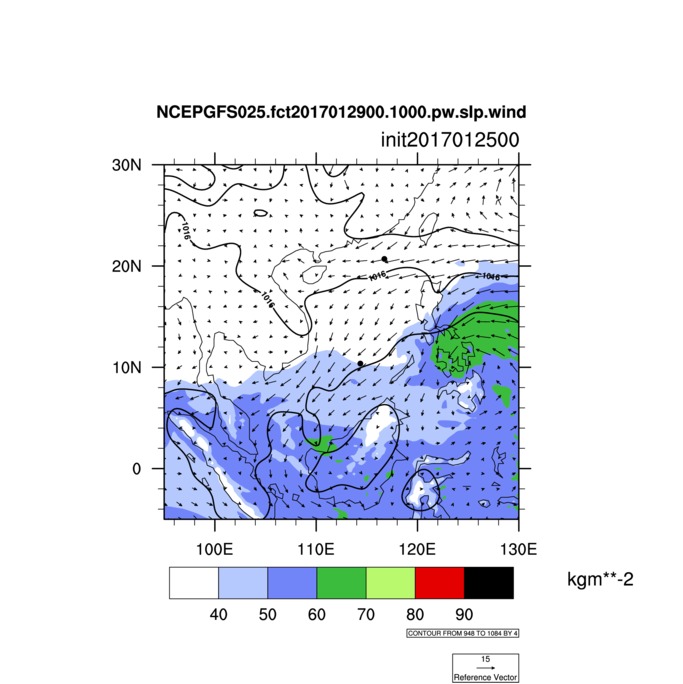 NCEPGFS025.fct2017012900.1000.pw.slp.wind
init2017012500
30N
1016
20N
1016
1016
1016
10N
0
100E 110E 120E 130E
kgm**-2
40 50 60 70 80 90
CONTOUR FROM 948 TO 1084 BY 4
15
Reference Vector